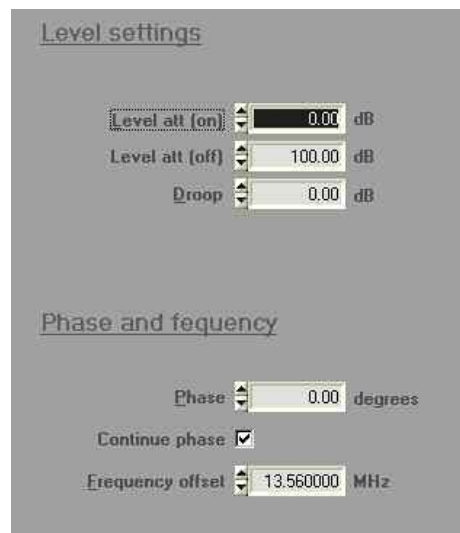 Level settings
Level att (on) 0.00 dB
Level att (off) 100.00 dB
Droop 0.00 dB
Phase and fequency
Phase 0.00 degrees
Continue phase
Frequency offset 13.560000 MHz